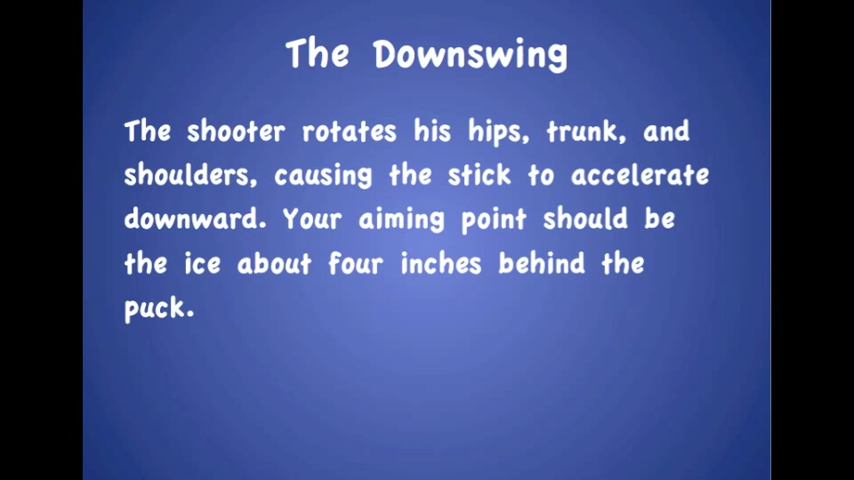 The Downswing
The shooter rotates his hips, trunk, and
shoulders, causing the stick to accelerate
downward. Your aiming point should be
the ice about four inches behind the
puck.